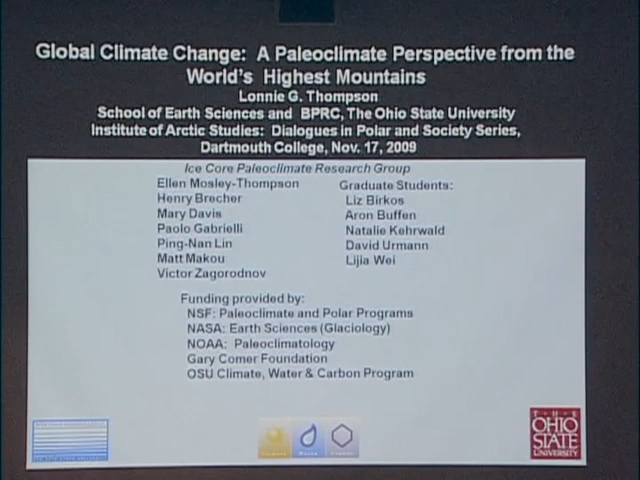 Global Climate Change: A Paleoclimate Perspective from the
World's Highest Mountains
Lonnie G. Thompson
School of Earth Sciences and BPRC, The Ohio State University
Institute of Arctic Studies: Dialogues in Polar and Society Series,
Dartmouth College, Nov. 17, 2009
Ice Core Paleoclimate Research Group
Ellen Mosley-Thompson
Henry Brecher
Mary Davis
Paolo Gabrielli
Ping-Nan Lin
Matt Makou
Victor Zagorodnov
Graduate Students:
Liz Birkos
Aron Buffen
Natalie Kehrwald
David Urmann
Lijia Wei
Funding provided by:
NSF: Paleoclimate and Polar Programs
NASA: Earth Sciences (Glaciology)
NOAA: Paleoclimatology
Gary Comer Foundation
OSU Climate, Water & Carbon Program
T · H · E
OHIO
STATE
UNIVERSITY